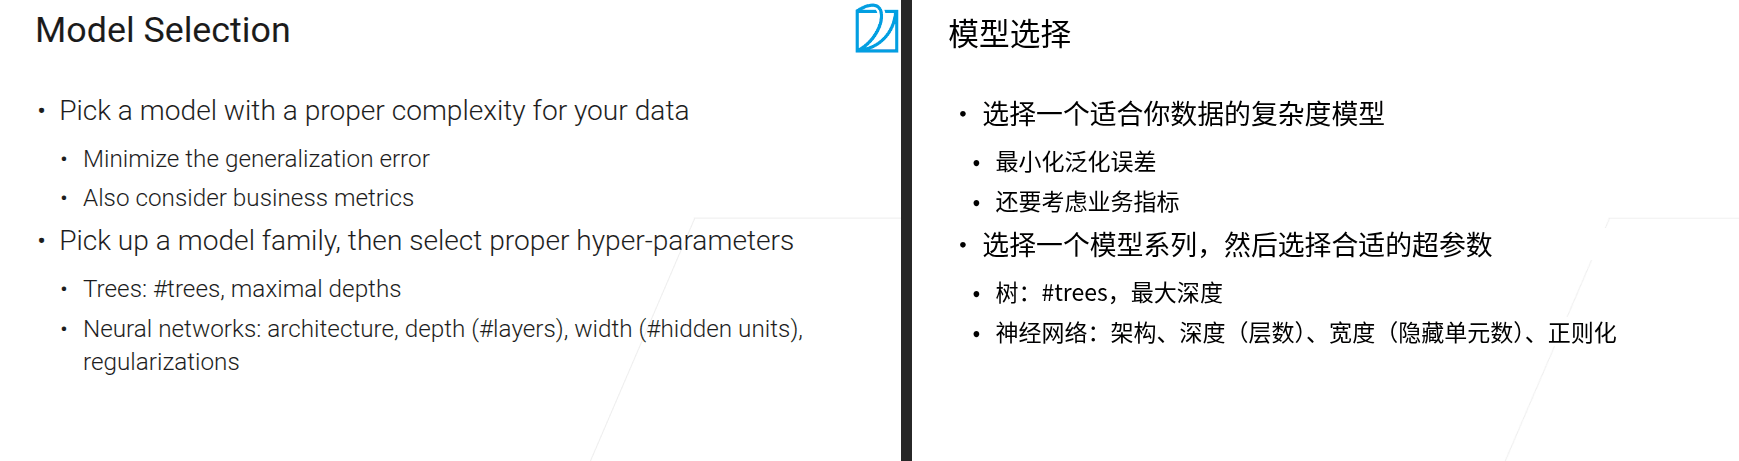 Model Selection
• Pick a model with a proper complexity for your data
• Minimize the generalization error
• Also consider business metrics
• Pick up a model family, then select proper hyper-parameters
• Trees: #trees, maximal depths
• Neural networks: architecture, depth (#layers), width (#hidden units),
regularizations
模型选择
• 选择一个适合你数据的复杂度模型
• 最小化泛化误差
• 还要考虑业务指标
• 选择一个模型系列，然后选择合适的超参数
• 树：#trees，最大深度
• 神经网络：架构、深度（层数）、宽度（隐藏单元数）、正则化